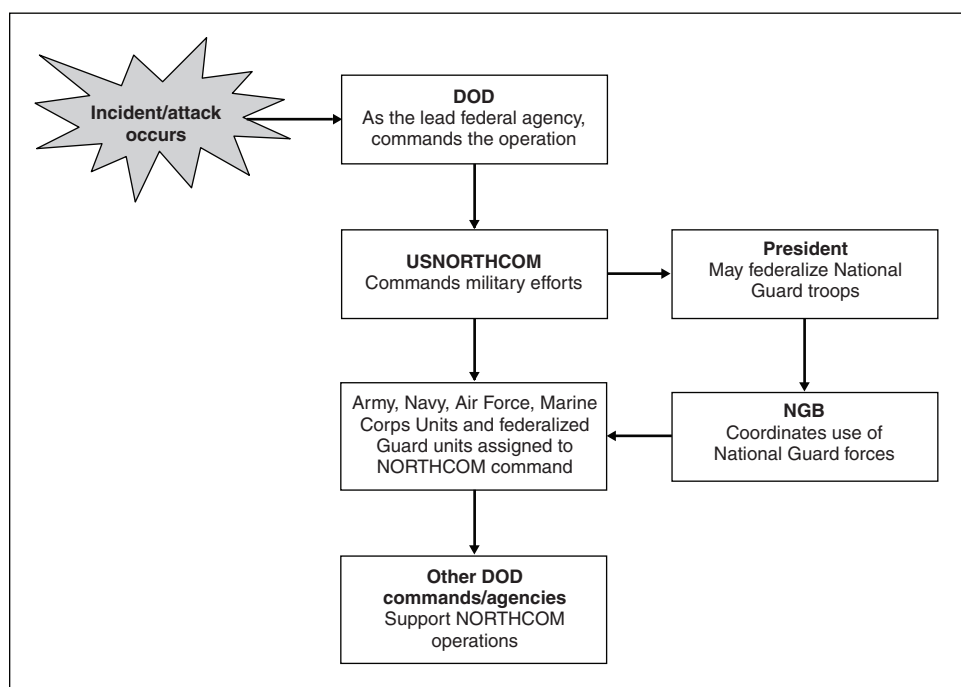 Incident/attack
occurs
DOD
As the lead federal agency,
commands the operation
USNORTHCOM
Commands military efforts
President
May federalize National
Guard troops
Army, Navy, Air Force, Marine
Corps Units and federalized
Guard units assigned to
NORTHCOM command
NGB
Coordinates use of
National Guard forces
Other DOD
commands/agencies
Support NORTHCOM
operations